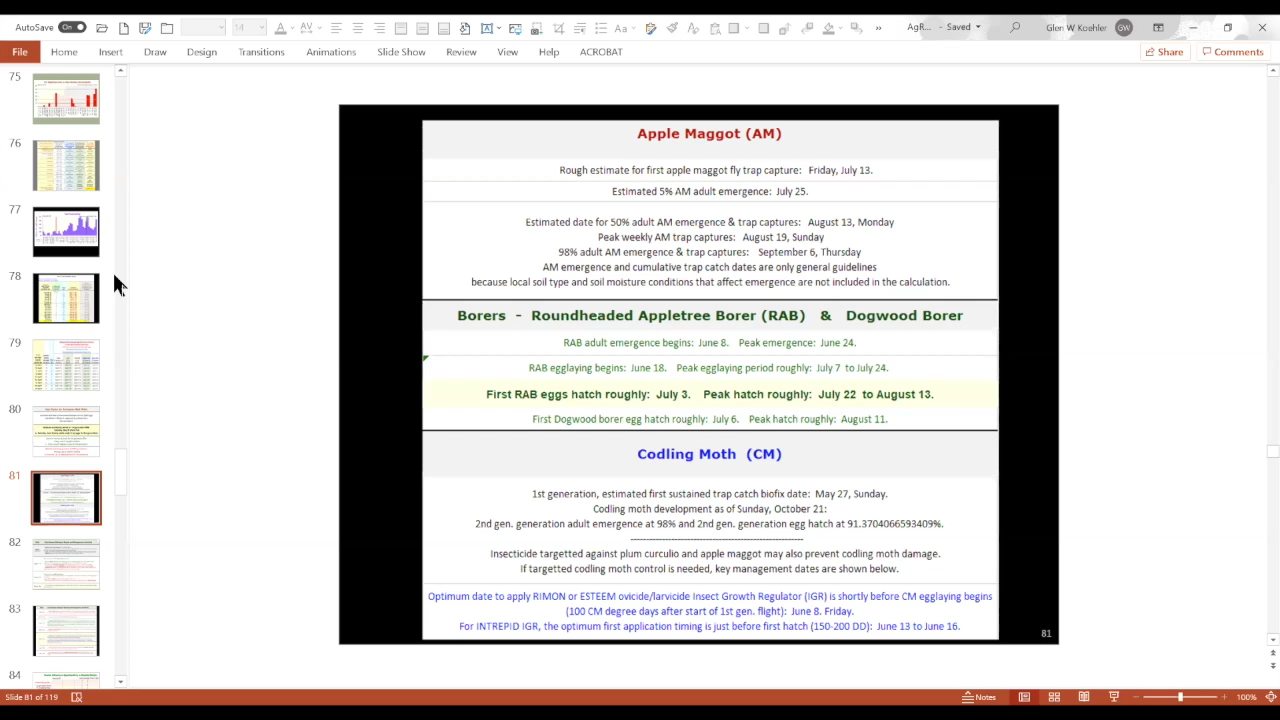 AutoSave On 14 AgR... - Saved Glen W Koehler GW
File Home Insert Draw Design Transitions Animations Slide Show Review View Help ACROBAT Share Comments
75
76
77
78
79
80
81
82
83
84
Apple Maggot (AM)
Rough estimate for first apple maggot fly trap capture: Friday, July 13.
Estimated 5% AM adult emergence: July 25.
Estimated date for 50% adult AM emergence & trap captures: August 13, Monday
Peak weekly AM trap captures: August 19, Sunday
98% adult AM emergence & trap captures: September 6, Thursday
AM emergence and cumulative trap catch dates are only general guidelines
because local soil type and soil moisture conditions that affect emergence are not included in the calculation.
Borers - Roundheaded Appletree Borer (RAB) & Dogwood Borer
RAB adult emergence begins: June 8. Peak emergence: June 24.
RAB egglaying begins: June 18. Peak egglaying period roughly: July 7 to July 24.
First RAB eggs hatch roughly: July 3. Peak hatch roughly: July 22 to August 13.
First Dogwood borer egg hatch roughly: July 5. Peak hatch roughly: August 11.
Codling Moth (CM)
1st generation, estimated first sustained trap catch biofix date: May 27, Sunday.
Codling moth development as of Sunday, October 21:
2nd gen. generation adult emergence at 98% and 2nd gen. generation egg hatch at 91.3704066593409%.
Insecticide targeted against plum curculio and apple maggot may also prevent codling moth damage
If targetted codling moth control is needed, key management dates are shown below.
Optimum date to apply RIMON or ESTEEM ovicide/larvicide Insect Growth Regulator (IGR) is shortly before CM egglaying begins
(100 CM degree days after start of 1st gen. flight): June 8. Friday.
For INTREPID IGR, the optimum first application timing is just before first hatch (150-200 DD): June 13 to June 16.
81
Slide 81 of 119 Notes 100%